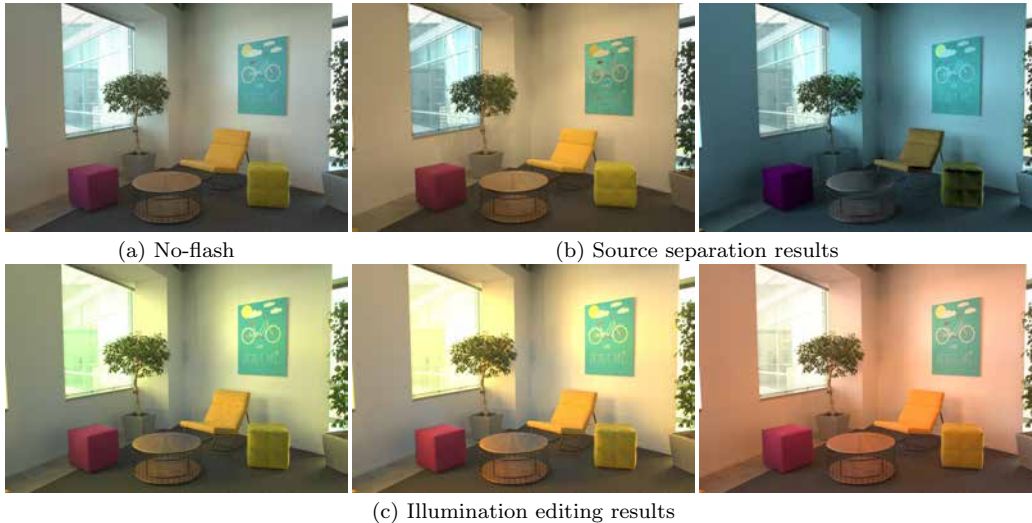 (a) No-flash
(b) Source separation results
(c) Illumination editing results